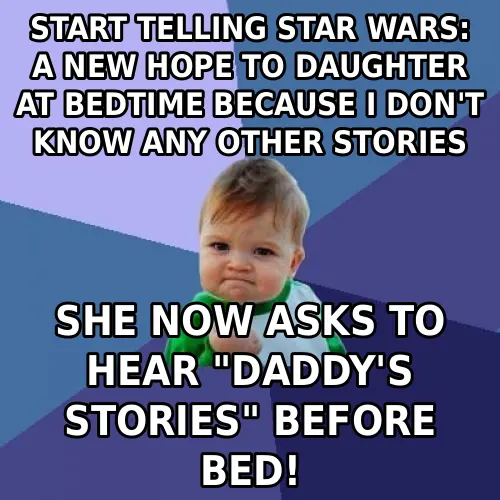 START TELLING STAR WARS:
A NEW HOPE TO DAUGHTER
AT BEDTIME BECAUSE I DON'T
KNOW ANY OTHER STORIES
SHE NOW ASKS TO
HEAR "DADDY'S
STORIES" BEFORE
BED!